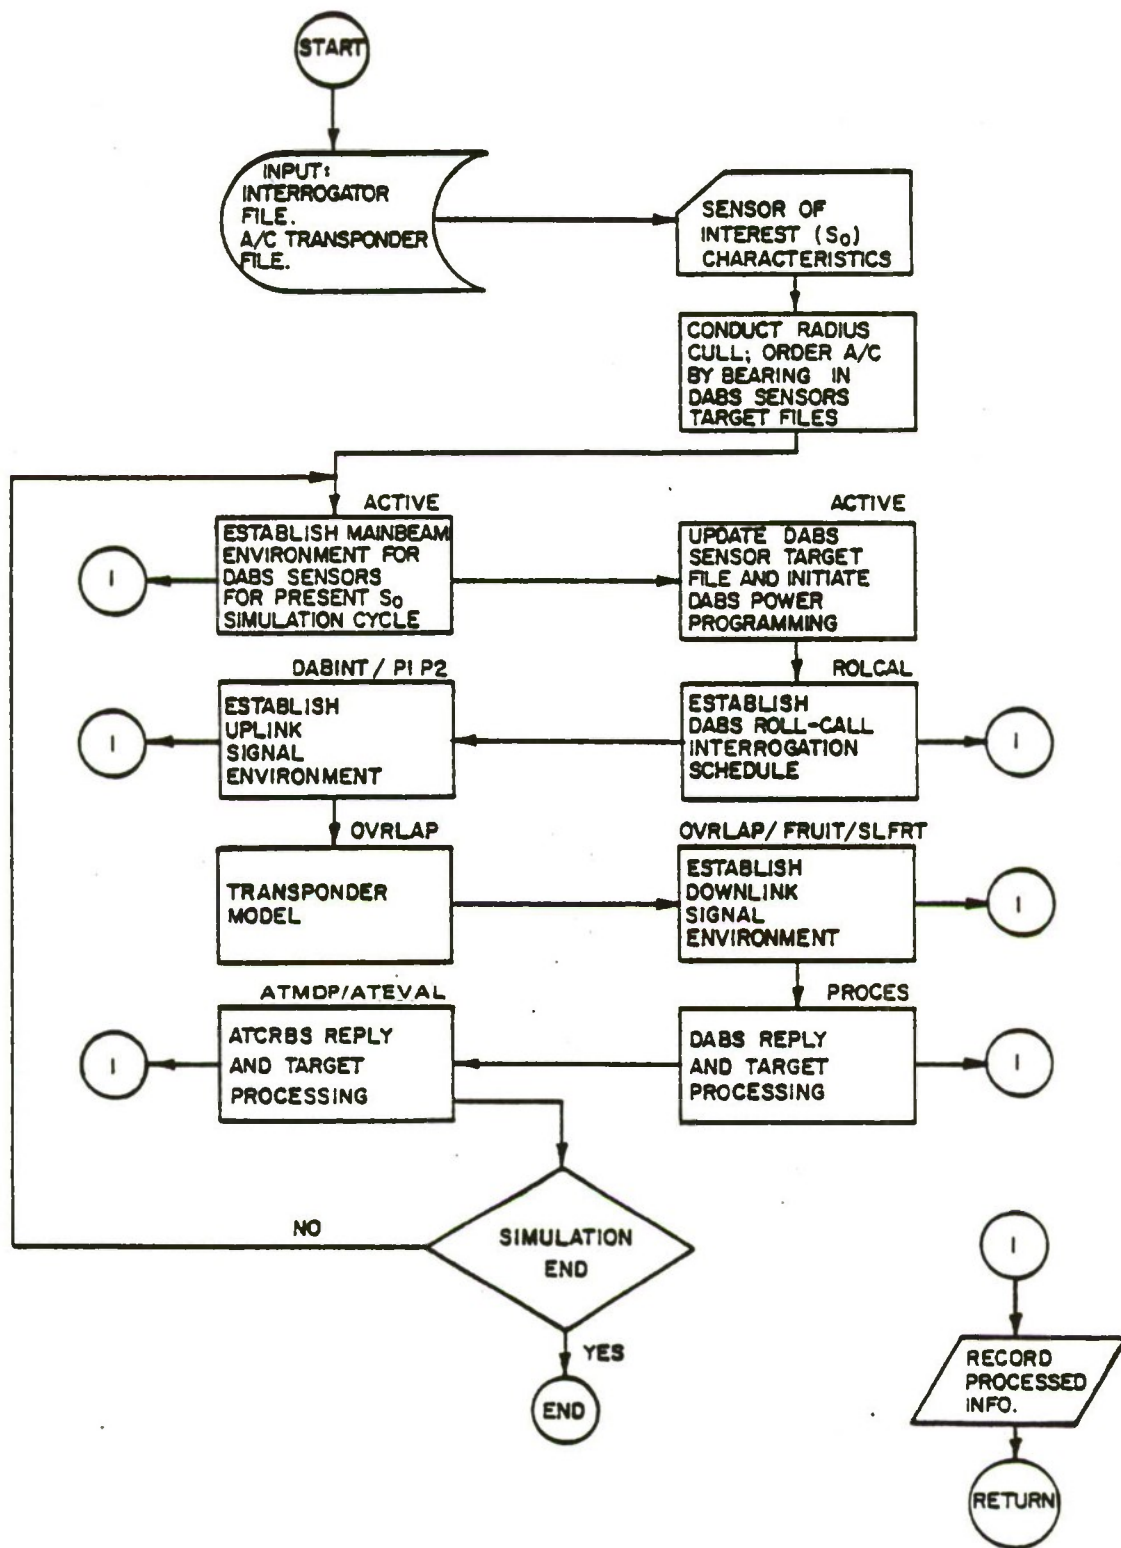 START
INPUT:
INTERROGATOR
FILE.
A/C TRANSPONDER
FILE.
SENSOR OF
INTEREST (So)
CHARACTERISTICS
CONDUCT RADIUS
CULL; ORDER A/C
BY BEARING IN
DABS SENSORS
TARGET FILES
ACTIVE
ESTABLISH MAINBEAM
ENVIRONMENT FOR
DABS SENSORS
FOR PRESENT So
SIMULATION CYCLE
I
ACTIVE
UPDATE DABS
SENSOR TARGET
FILE AND INITIATE
DABS POWER
PROGRAMMING
ROLCAL
ESTABLISH
DABS ROLL-CALL
INTERROGATION
SCHEDULE
I
DABINT / P1 P2
ESTABLISH
UPLINK
SIGNAL
ENVIRONMENT
I
OVRLAP
TRANSPONDER
MODEL
OVRLAP/ FRUIT/SLFRT
ESTABLISH
DOWNLINK
SIGNAL
ENVIRONMENT
I
PROCES
DABS REPLY
AND TARGET
PROCESSING
I
ATMDP/ATEVAL
ATCRBS REPLY
AND TARGET
PROCESSING
I
SIMULATION
END
NO
YES
END
I
RECORD
PROCESSED
INFO.
RETURN